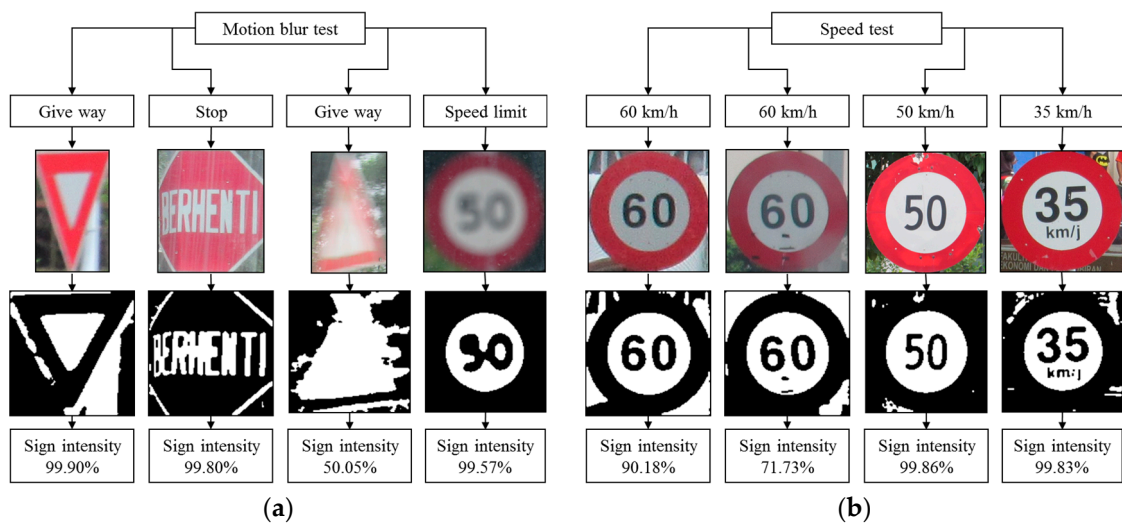 Motion blur test
Give way
Stop
Give way
Speed limit
BERHENTI
50
BERHENTI
50
Sign intensity
99.90%
Sign intensity
99.80%
Sign intensity
50.05%
Sign intensity
99.57%
(a)
Speed test
60 km/h
60 km/h
50 km/h
35 km/h
60
60
50
35
km/j
60
60
50
35
km/j
Sign intensity
90.18%
Sign intensity
71.73%
Sign intensity
99.86%
Sign intensity
99.83%
(b)